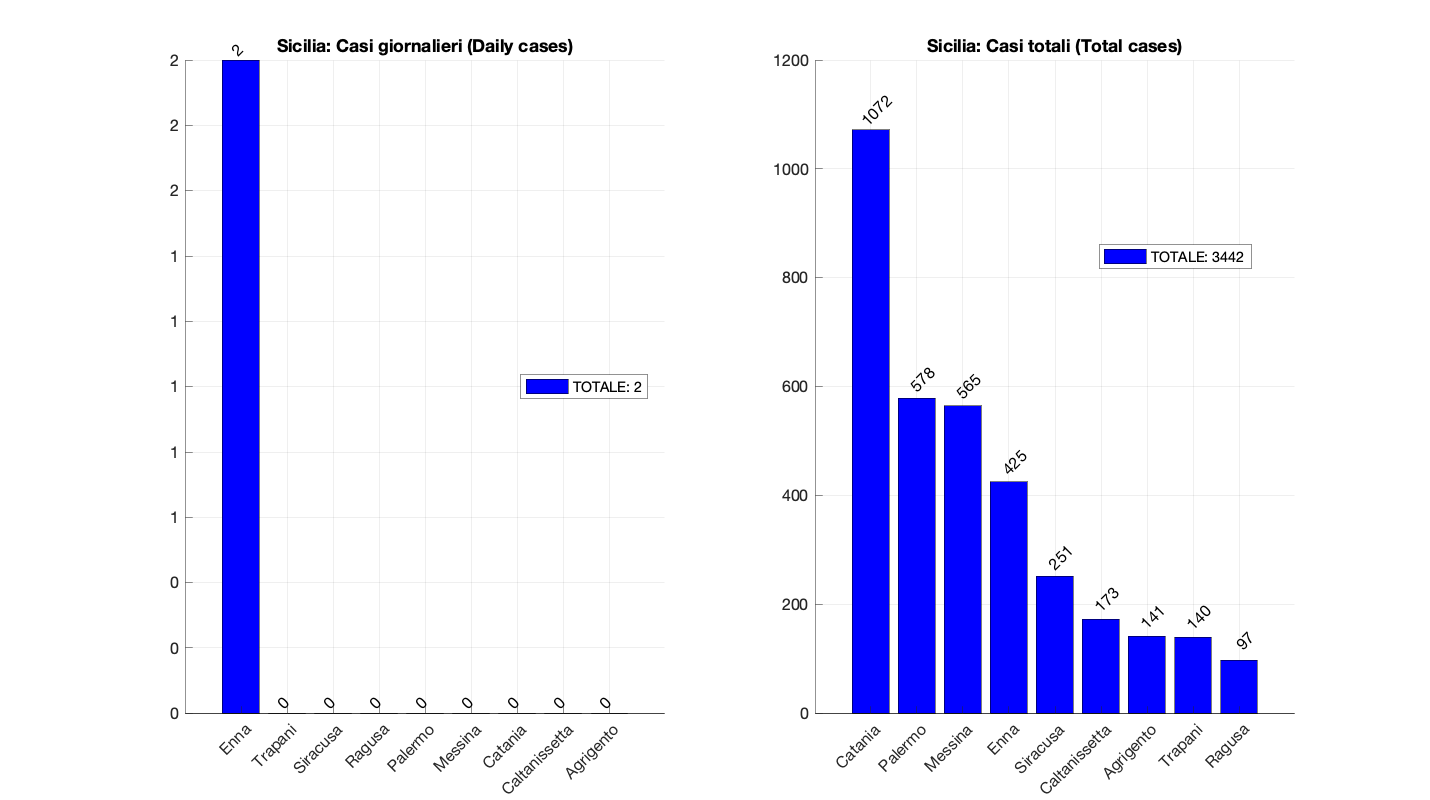 Sicilia: Casi giornalieri (Daily cases)
2
2
2
2
1
1
1
1
1
0
0
0
0
0
0
0
0
0
0
0
TOTALE: 2
Enna
Trapani
Siracusa
Ragusa
Palermo
Messina
Catania
Caltanissetta
Agrigento
Sicilia: Casi totali (Total cases)
1200
1000
800
600
400
200
0
1072
578
565
425
251
173
141
140
97
TOTALE: 3442
Catania
Palermo
Messina
Enna
Siracusa
Caltanissetta
Agrigento
Trapani
Ragusa